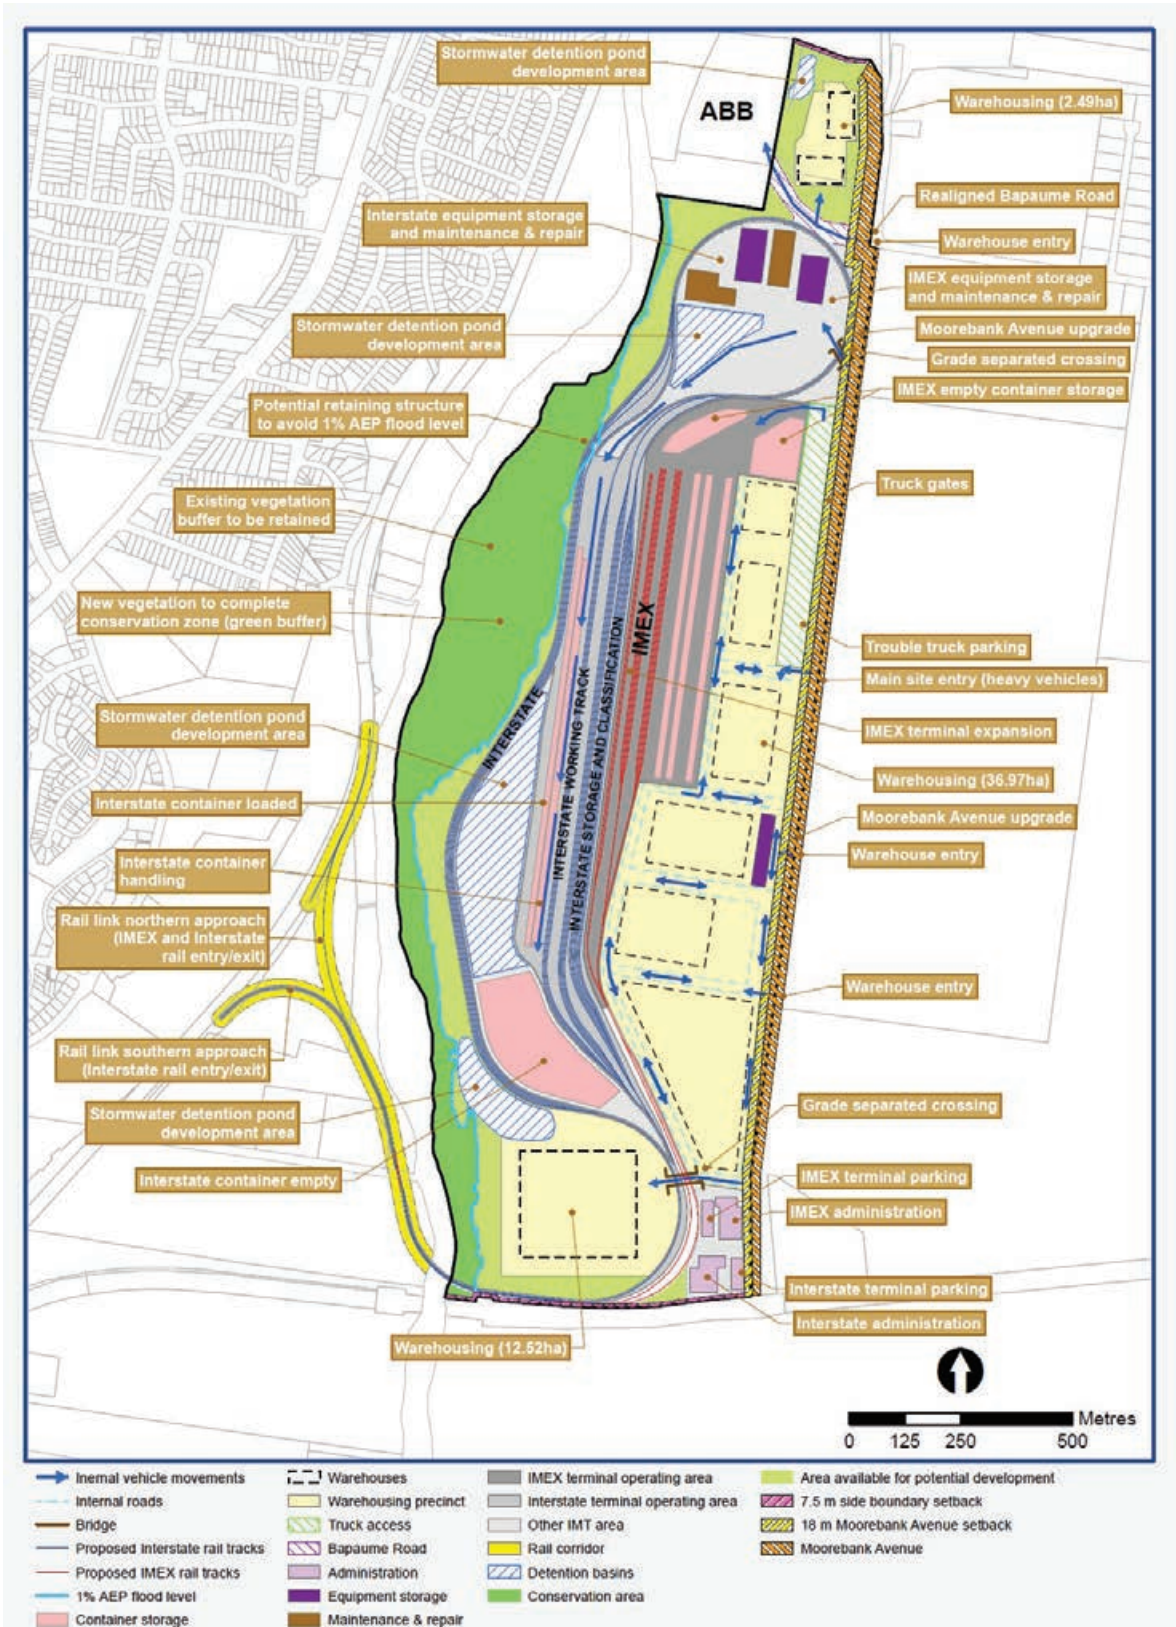 Stormwater detention pond
development area
ABB
Warehousing (2.49ha)
Realigned Bapaume Road
Interstate equipment storage
and maintenance & repair
Warehouse entry
IMEX equipment storage
and maintenance & repair
Stormwater detention pond
development area
Moorebank Avenue upgrade
Grade separated crossing
IMEX empty container storage
Potential retaining structure
to avoid 1% AEP flood level
Truck gates
Existing vegetation
buffer to be retained
New vegetation to complete
conservation zone (green buffer)
IMEX
Trouble truck parking
Main site entry (heavy vehicles)
INTERSTATE
INTERSTATE WORKING TRACK
INTERSTATE STORAGE AND CLASSIFICATION
Stormwater detention pond
development area
IMEX terminal expansion
Warehousing (36.97ha)
Interstate container loaded
Moorebank Avenue upgrade
Warehouse entry
Interstate container
handling
Rail link northern approach
(IMEX and Interstate
rail entry/exit)
Warehouse entry
Rail link southern approach
(Interstate rail entry/exit)
Stormwater detention pond
development area
Grade separated crossing
Interstate container empty
IMEX terminal parking
IMEX administration
Interstate terminal parking
Interstate administration
Warehousing (12.52ha)
Metres
0 125 250 500
Inernal vehicle movements
Internal roads
Bridge
Proposed Interstate rail tracks
Proposed IMEX rail tracks
1% AEP flood level
Container storage
Warehouses
Warehousing precinct
Truck access
Bapaume Road
Administration
Equipment storage
Maintenance & repair
IMEX terminal operating area
Interstate terminal operating area
Other IMT area
Rail corridor
Detention basins
Conservation area
Area available for potential development
7.5 m side boundary setback
18 m Moorebank Avenue setback
Moorebank Avenue